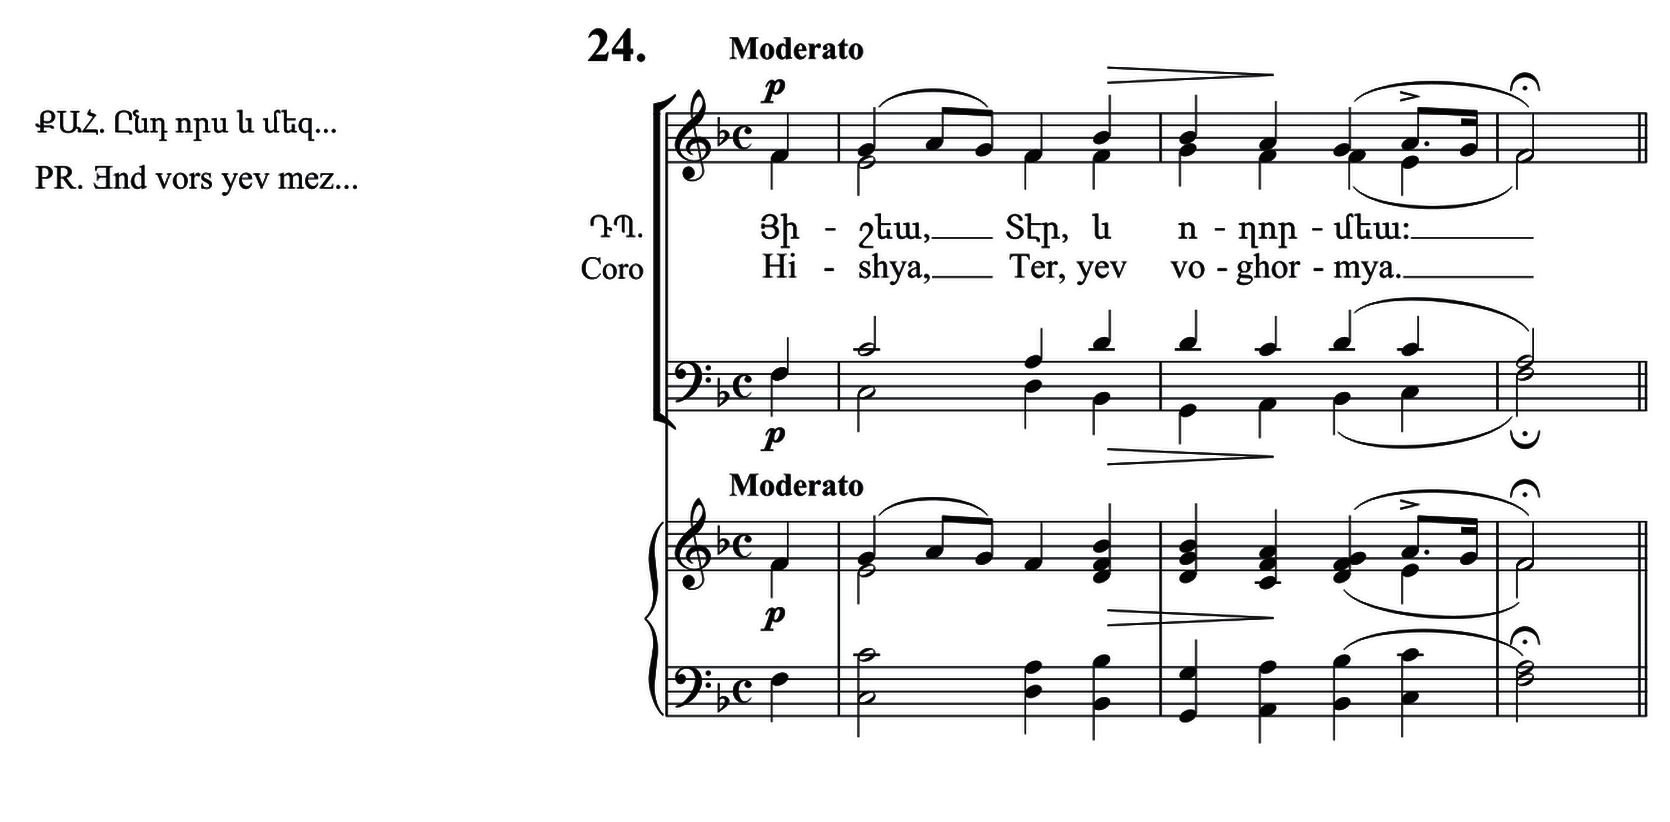 24.
Moderato
p
ՔԱՀ. Ընդ որս և մեզ...
PR. Ǝnd vors yev mez...
ԴՊ. Յի - շեա, Տէր, և ո - ղոր - մեա:
Coro Hi - shya, Ter, yev vo - ghor - mya.
p
Moderato
p